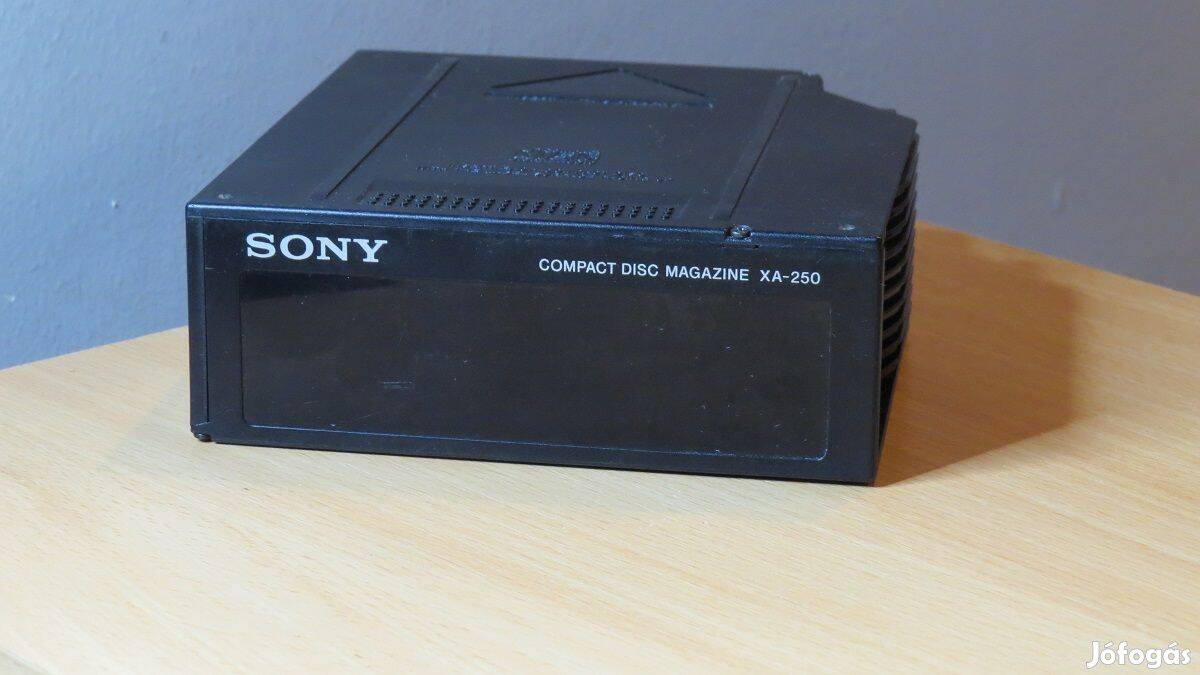 SONY
COMPACT DISC MAGAZINE XA-250
Jófogás